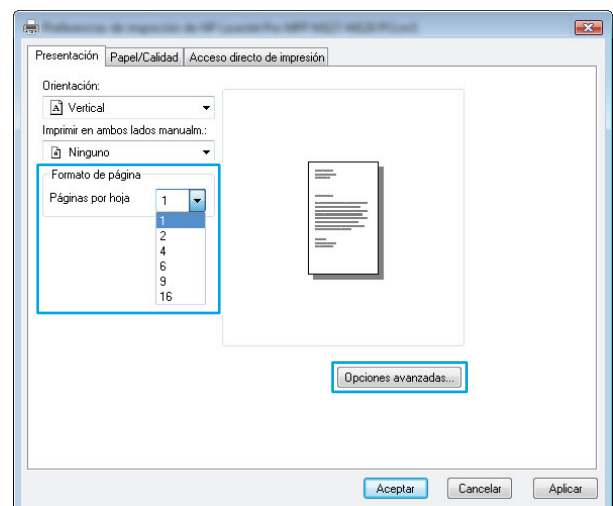 Presentación Papel/Calidad Acceso directo de impresión
Orientación:
A Vertical
Imprimir en ambos lados manualm.:
Ninguno
Formato de página
Páginas por hoja 1
1
2
4
6
9
16
Opciones avanzadas...
Aceptar Cancelar Aplicar